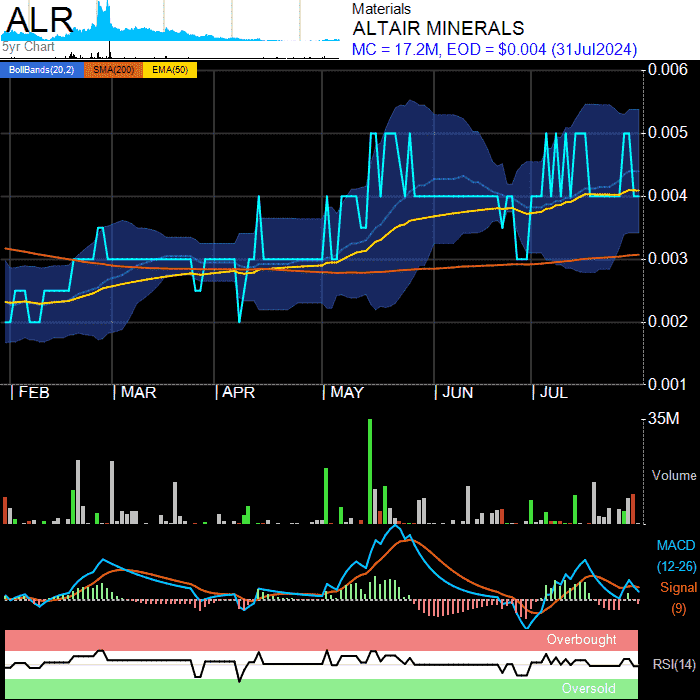 ALR
5yr Chart
Materials
ALTAIR MINERALS
MC = 17.2M, EOD = $0.004 (31Jul2024)
BollBands(20,2) SMA(200) EMA(50)
0.006
0.005
0.004
0.003
0.002
0.001
FEB MAR APR MAY JUN JUL
35M
Volume
MACD
(12-26)
Signal
(9)
Overbought
RSI(14)
Oversold